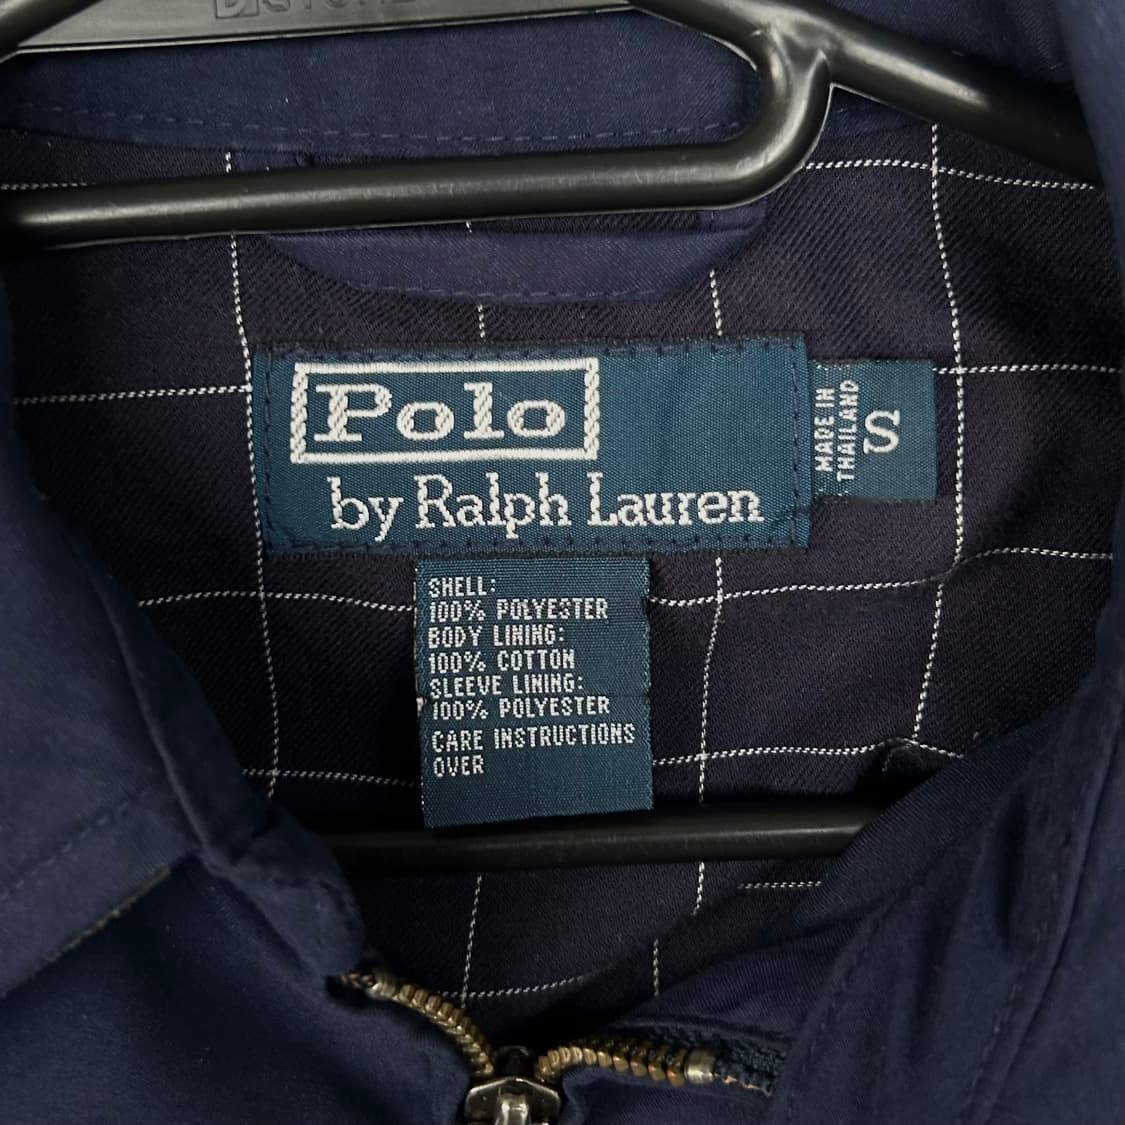 Polo
by Ralph Lauren
MADE IN
THAILAND
S
SHELL:
100% POLYESTER
BODY LINING:
100% COTTON
SLEEVE LINING:
100% POLYESTER
CARE INSTRUCTIONS
OVER